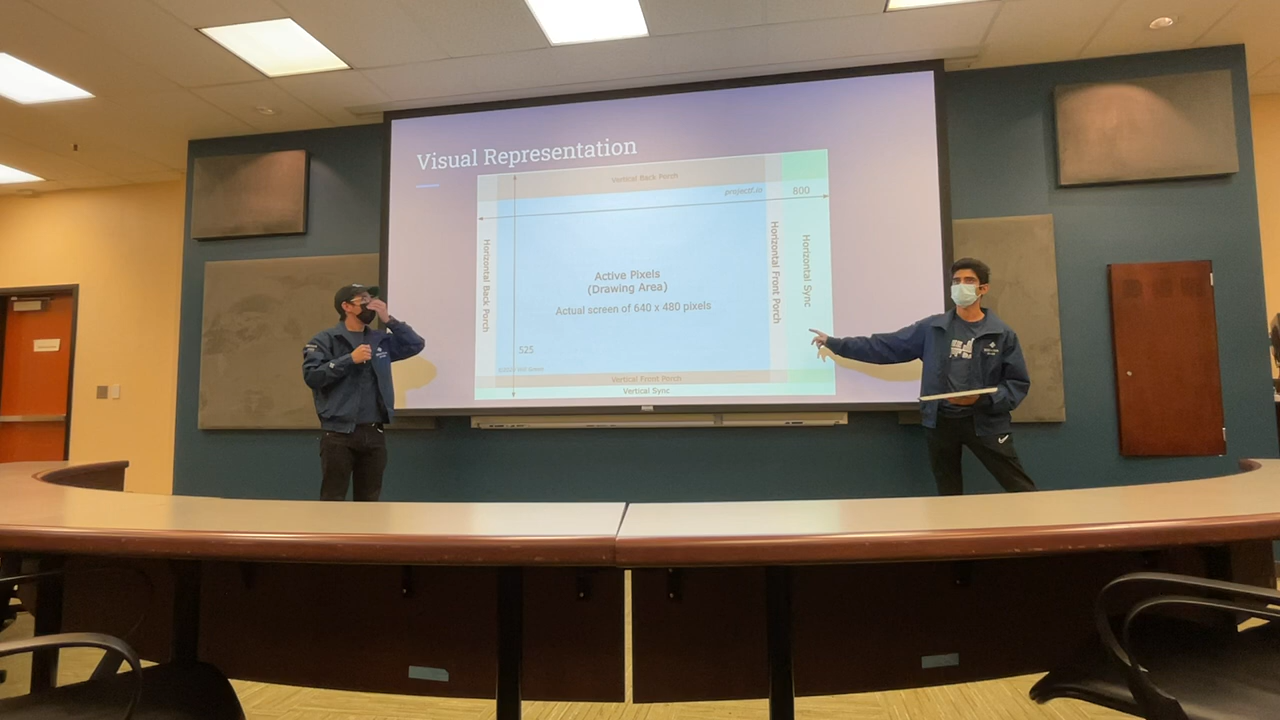 Visual Representation
Vertical Back Porch
projectf.io
800
Horizontal Back Porch
Active Pixels
(Drawing Area)
Actual screen of 640 x 480 pixels
Horizontal Front Porch
Horizontal Sync
525
Vertical Front Porch
Vertical Sync